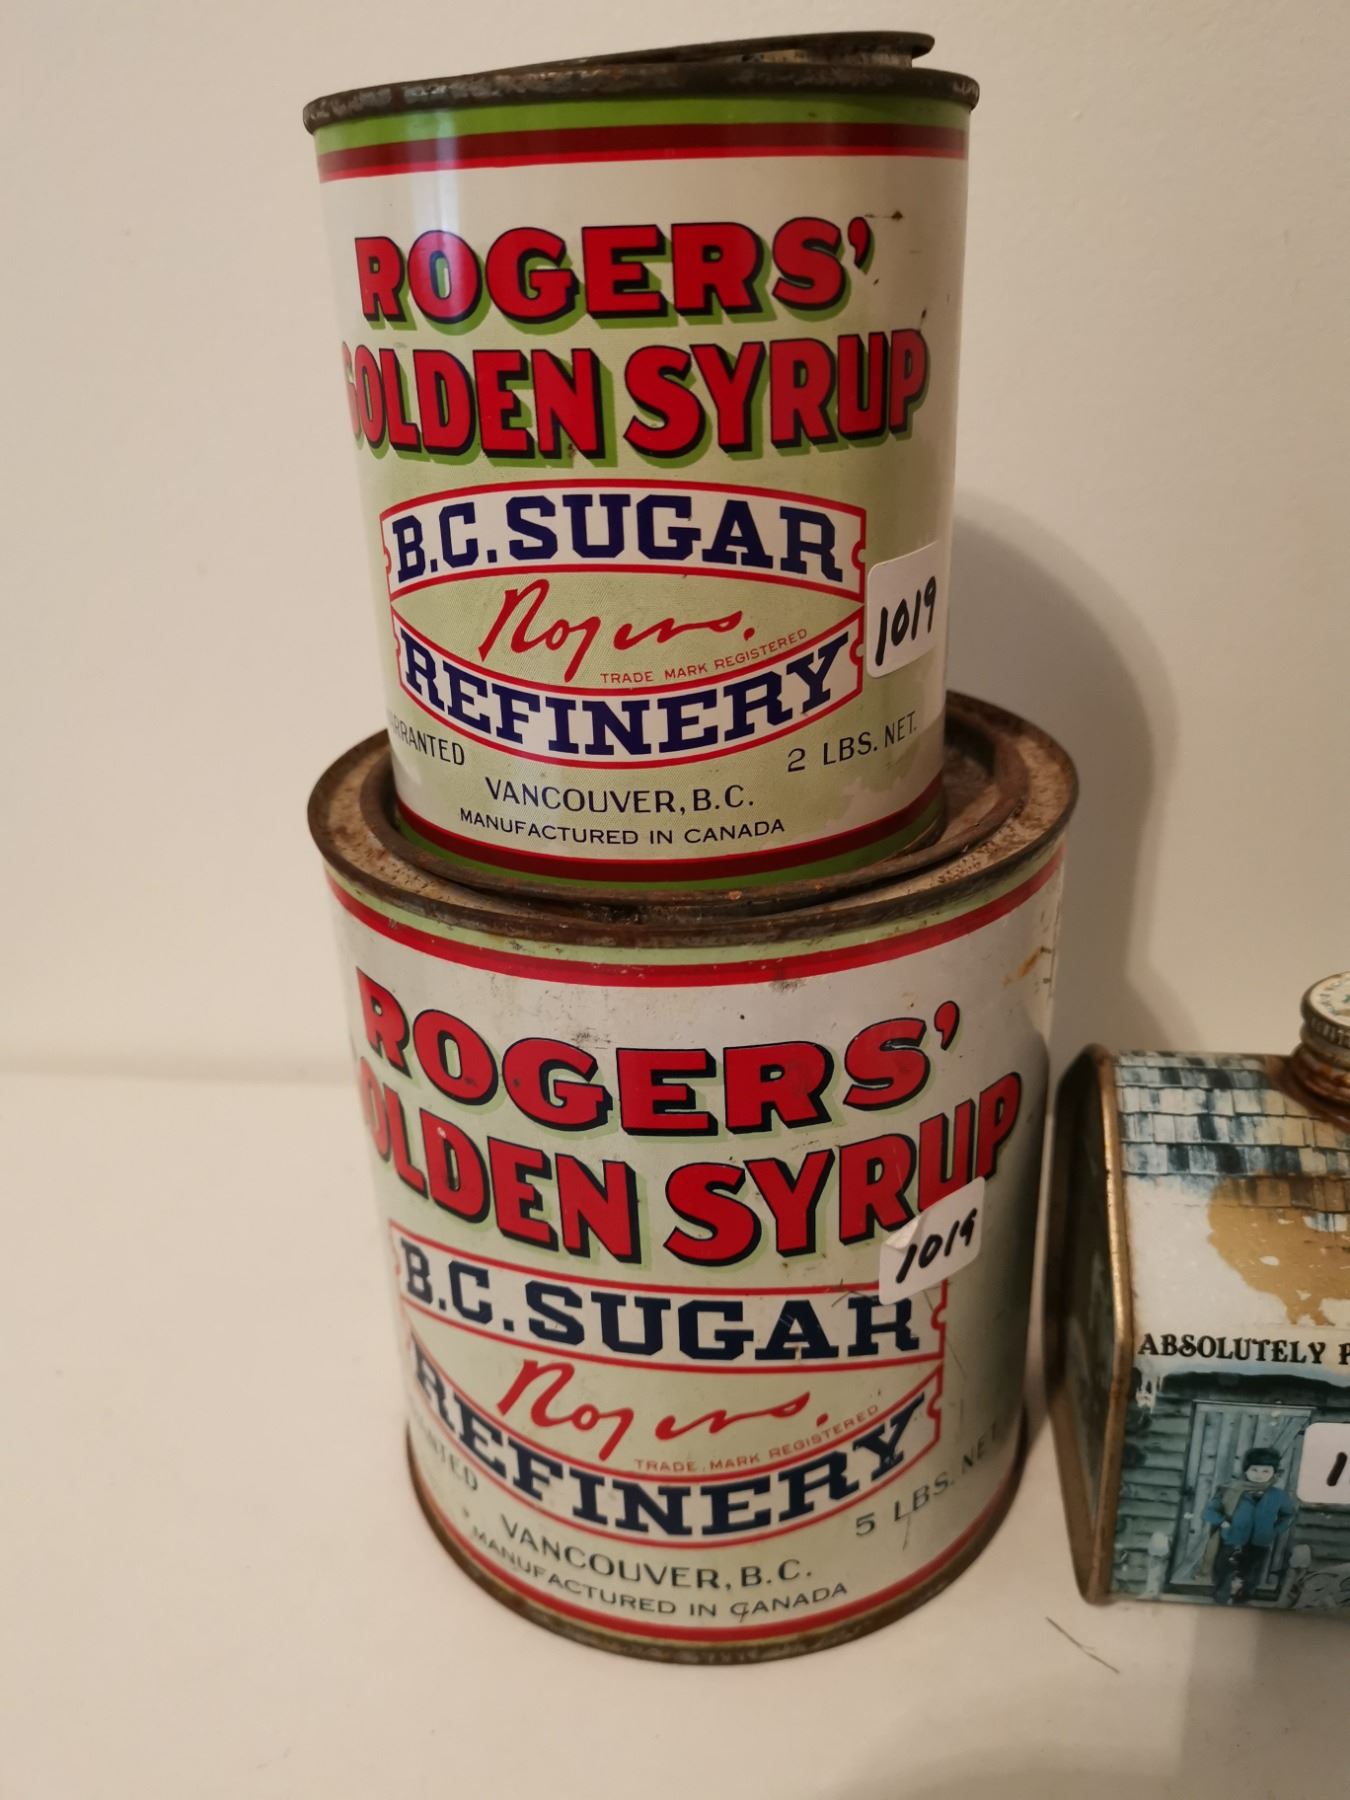 ROGERS'
GOLDEN SYRUP
B.C. SUGAR
Rogers.
TRADE MARK REGISTERED
REFINERY
1019
2 LBS. NET.
VANCOUVER, B.C.
MANUFACTURED IN CANADA
ROGERS'
GOLDEN SYRUP
1019
B.C. SUGAR
Rogers.
TRADE MARK REGISTERED
REFINERY
5 LBS. NET
VANCOUVER, B.C.
MANUFACTURED IN CANADA
ABSOLUTELY